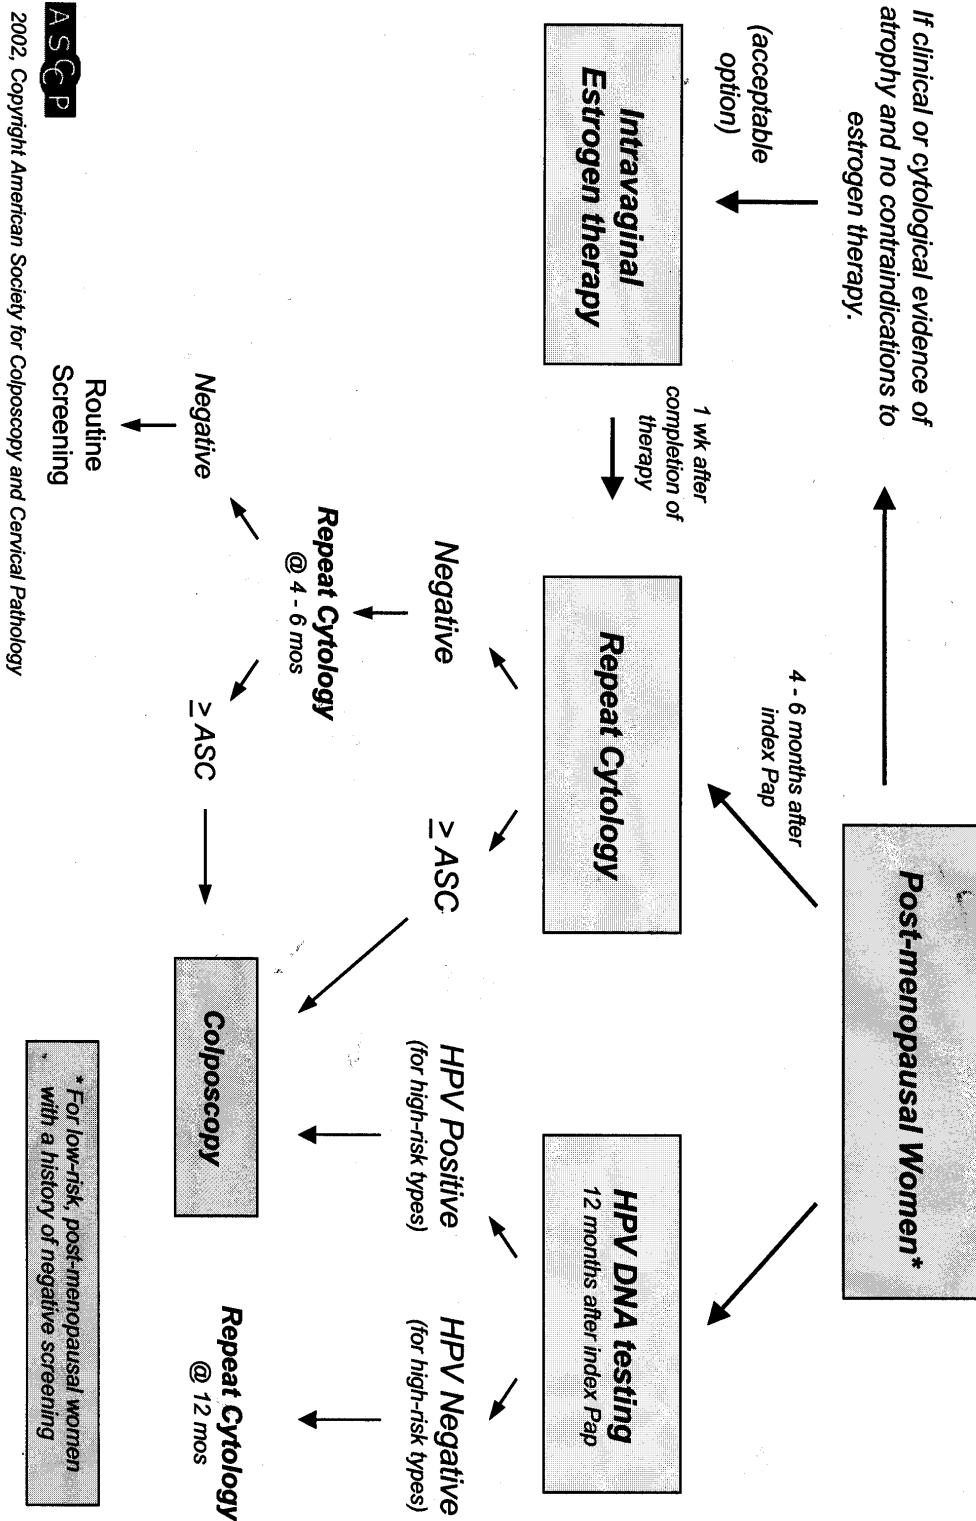 Post-menopausal Women*
If clinical or cytological evidence of
atrophy and no contraindications to
estrogen therapy.
4 - 6 months after
index Pap
(acceptable
option)
Intravaginal
Estrogen therapy
1 wk after
completion of
therapy
Repeat Cytology
HPV DNA testing
12 months after index Pap
Negative
> ASC
HPV Positive
(for high-risk types)
HPV Negative
(for high-risk types)
Repeat Cytology
@ 4 - 6 mos
Negative
> ASC
Colposcopy
Repeat Cytology
@ 12 mos
Routine
Screening
* For low-risk, post-menopausal women
with a history of negative screening
ASCCP
2002, Copyright American Society for Colposcopy and Cervical Pathology